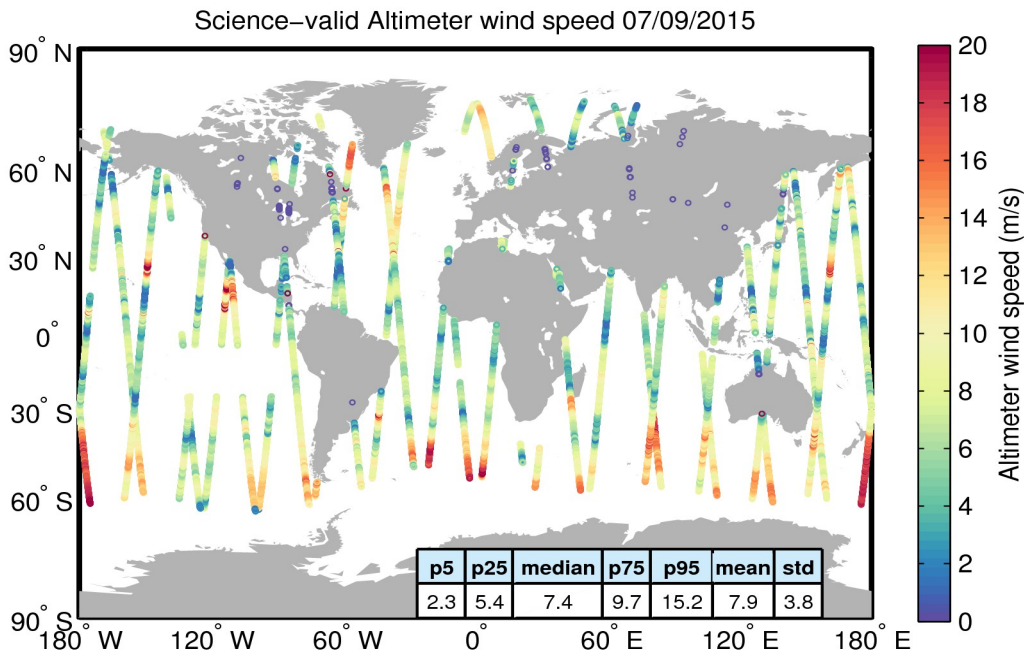 Science−valid Altimeter wind speed 07/09/2015
90° N
60° N
30° N
0°
30° S
60° S
90° S
180° W
120° W
60° W
0°
60° E
120° E
180° E
p5 p25 median p75 p95 mean std
2.3 5.4 7.4 9.7 15.2 7.9 3.8
20
18
16
14
12
10
8
6
4
2
0
Altimeter wind speed (m/s)